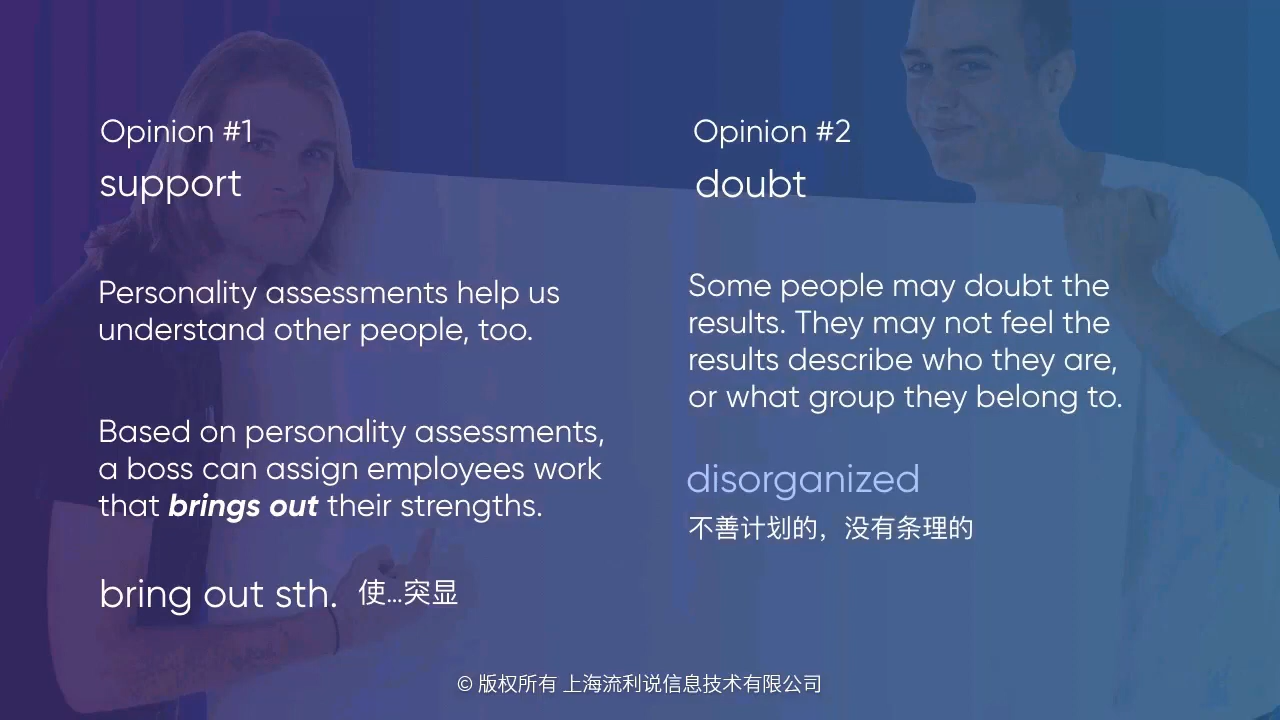 Opinion #1
support
Personality assessments help us
understand other people, too.
Based on personality assessments,
a boss can assign employees work
that brings out their strengths.
bring out sth. 使...突显
Opinion #2
doubt
Some people may doubt the
results. They may not feel the
results describe who they are,
or what group they belong to.
disorganized
不善计划的，没有条理的
© 版权所有 上海流利说信息技术有限公司